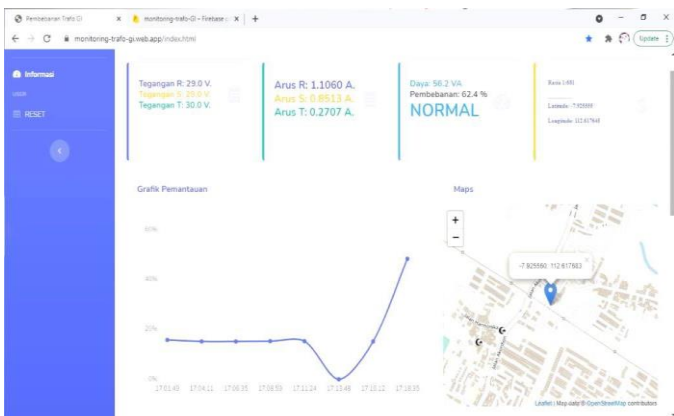 Pembebanan Trafo GI
monitoring-trafo-GI – Firebase
monitoring-trafo-gi.web.app/index.html
Update
Informasi
USER
RESET
Tegangan R: 29.0 V.
Tegangan S: 29.0 V.
Tegangan T: 30.0 V.
Arus R: 1.1060 A.
Arus S: 0.8513 A.
Arus T: 0.2707 A.
Daya: 56.2 VA
Pembebanan: 62.4 %
NORMAL
Latitude: -7.925559
Longitude: 112.617648
Grafik Pemantauan
60%
40%
20%
0%
17:01:43 17:04:11 17:06:35 17:08:59 17:11:24 17:13:48 17:16:12 17:18:35
Maps
+
−
-7.925560, 112.617683
Leaflet | Map data © OpenStreetMap contributors